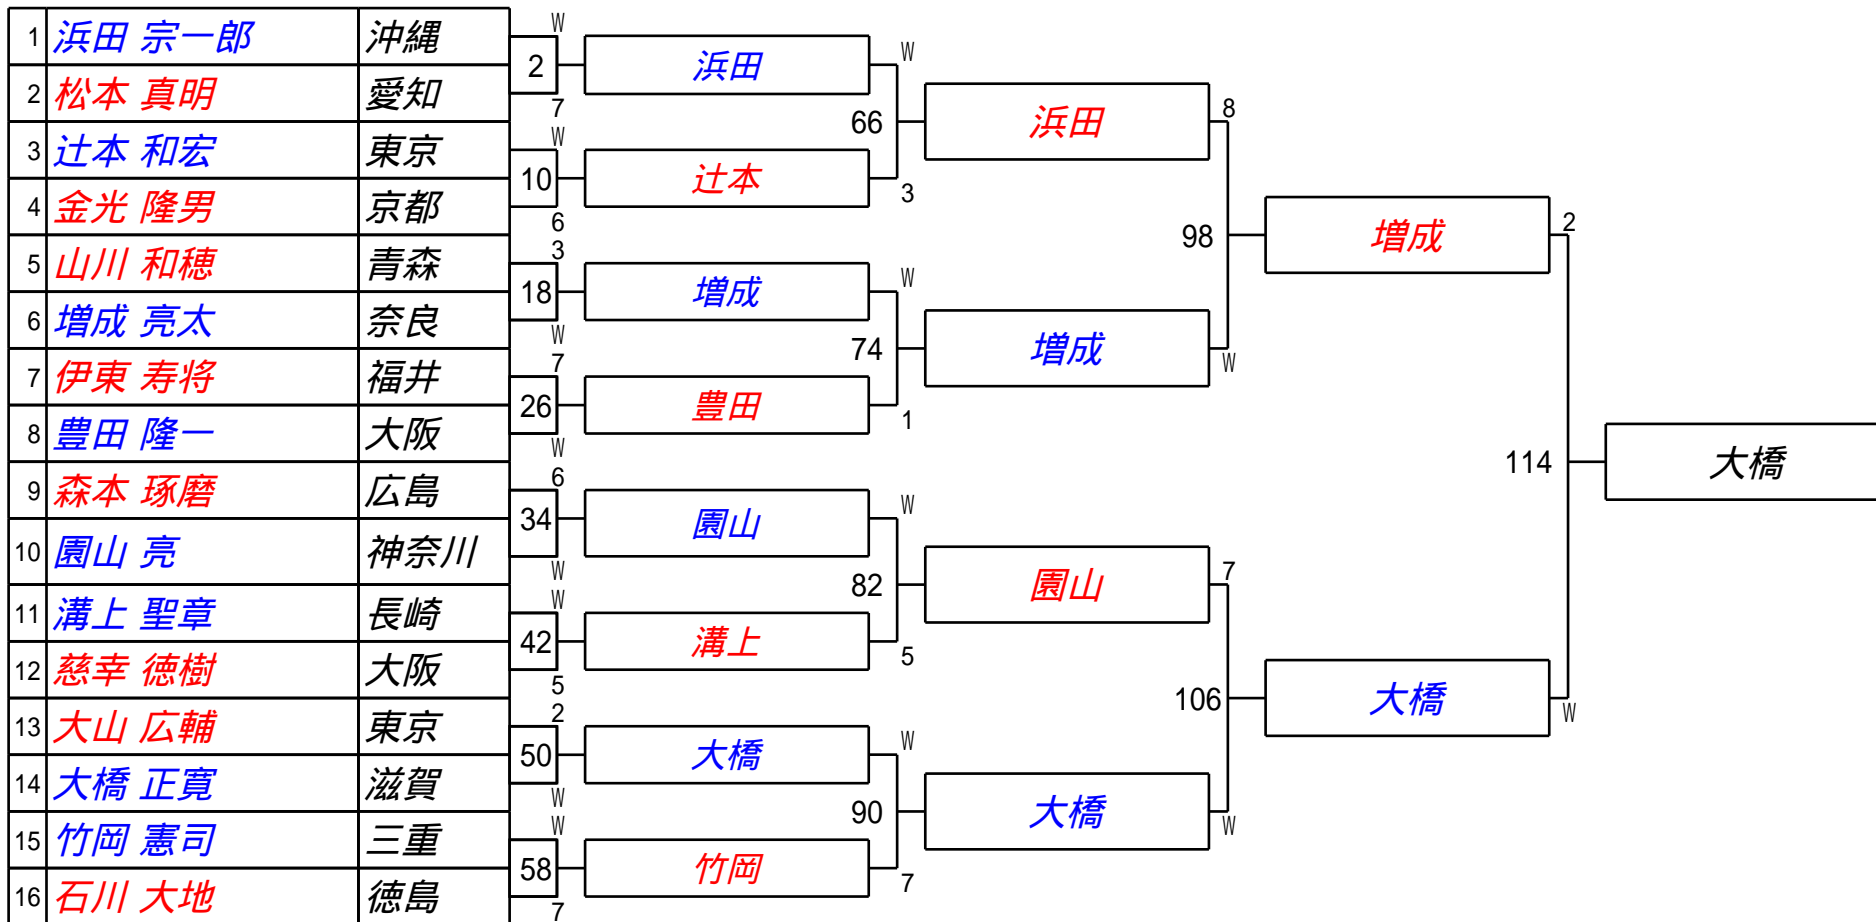 1 浜田 宗一郎 沖縄
2 松本 真明 愛知
3 辻本 和宏 東京
4 金光 隆男 京都
5 山川 和穂 青森
6 増成 亮太 奈良
7 伊東 寿将 福井
8 豊田 隆一 大阪
9 森本 琢磨 広島
10 園山 亮 神奈川
11 溝上 聖章 長崎
12 慈幸 徳樹 大阪
13 大山 広輔 東京
14 大橋 正寛 滋賀
15 竹岡 憲司 三重
16 石川 大地 徳島
W
2
7
W
10
6
3
18
W
7
26
W
6
34
W
W
42
5
2
50
W
W
58
7
浜田
辻本
増成
豊田
園山
溝上
大橋
竹岡
W
66
3
W
74
1
W
82
5
W
90
7
浜田
増成
園山
大橋
8
98
W
7
106
W
増成
大橋
2
114
W
大橋